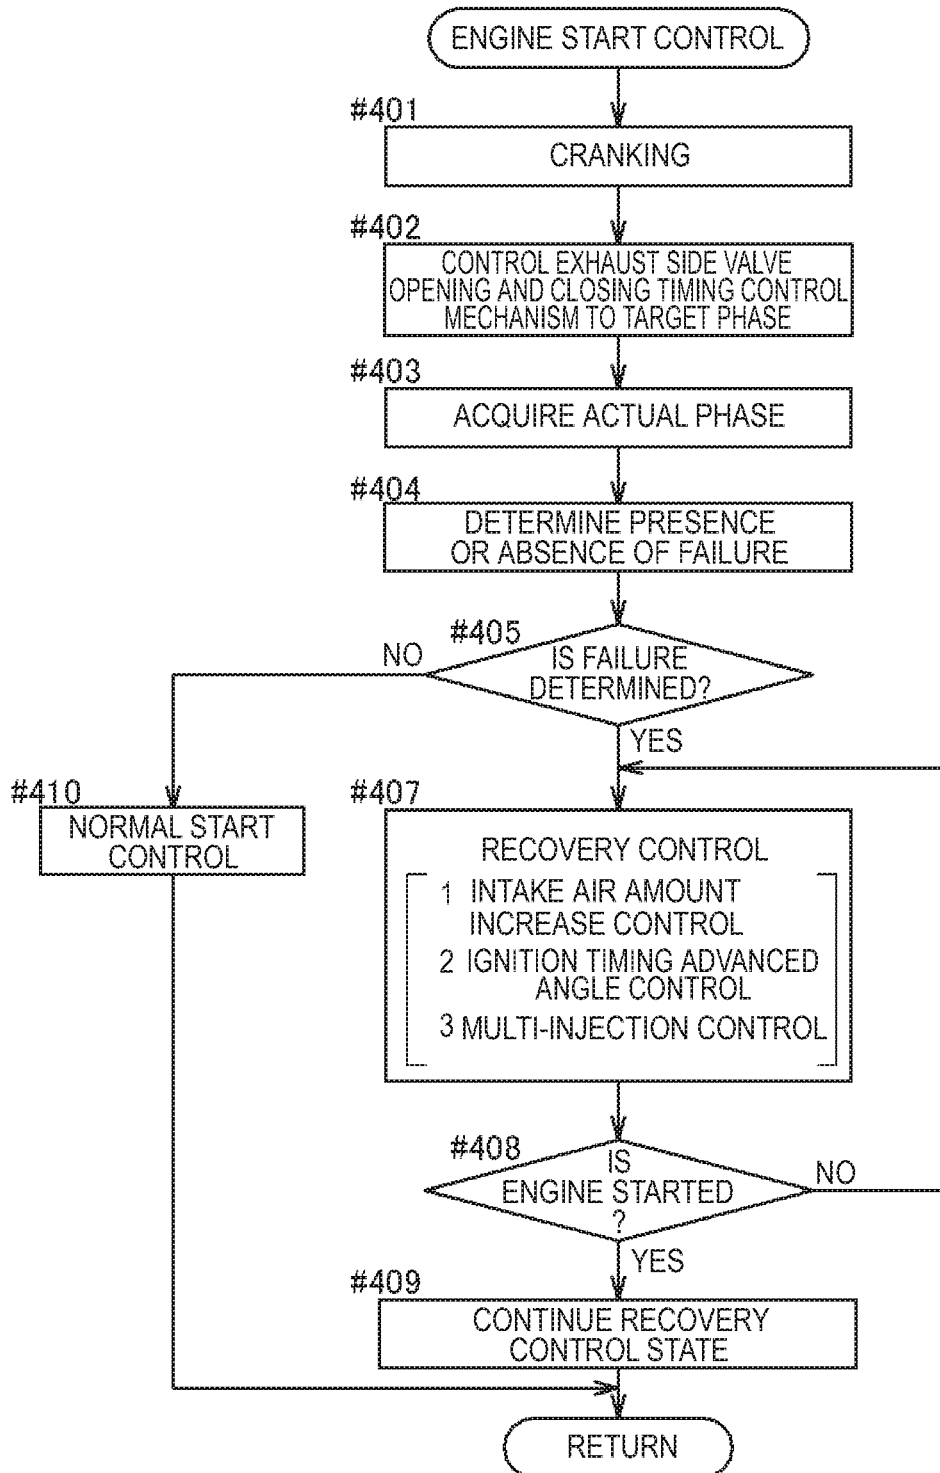 ENGINE START CONTROL
#401
CRANKING
#402
CONTROL EXHAUST SIDE VALVE
OPENING AND CLOSING TIMING CONTROL
MECHANISM TO TARGET PHASE
#403
ACQUIRE ACTUAL PHASE
#404
DETERMINE PRESENCE
OR ABSENCE OF FAILURE
#405
NO
IS FAILURE
DETERMINED?
YES
#410
NORMAL START
CONTROL
#407
RECOVERY CONTROL
1 INTAKE AIR AMOUNT
INCREASE CONTROL
2 IGNITION TIMING ADVANCED
ANGLE CONTROL
3 MULTI-INJECTION CONTROL
#408
IS
ENGINE STARTED
?
NO
YES
#409
CONTINUE RECOVERY
CONTROL STATE
RETURN